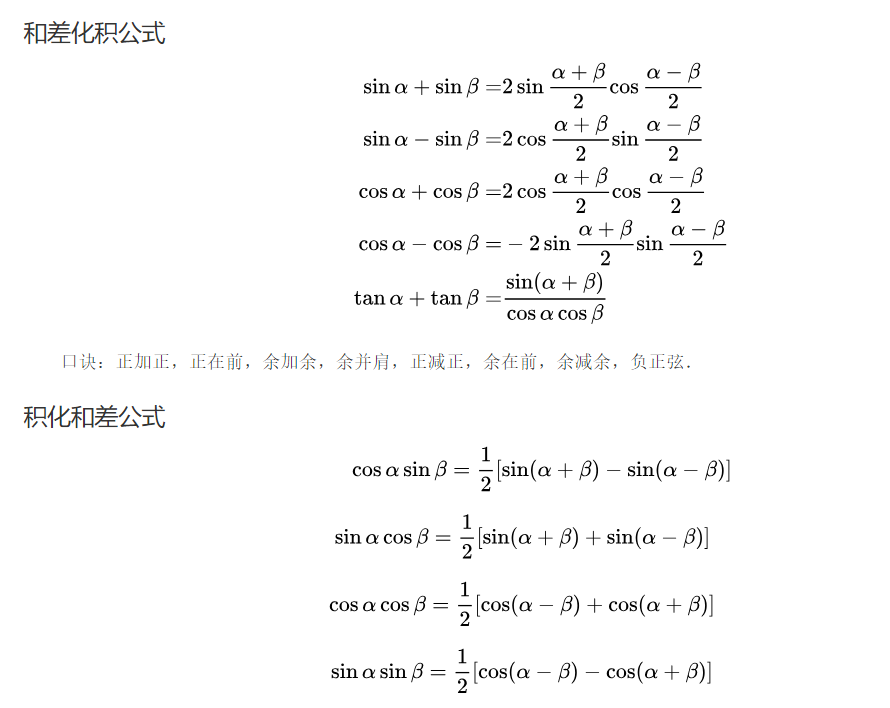 和差化积公式
$\sin\alpha + \sin\beta = 2\sin\frac{\alpha+\beta}{2}\cos\frac{\alpha-\beta}{2}$
$\sin\alpha - \sin\beta = 2\cos\frac{\alpha+\beta}{2}\sin\frac{\alpha-\beta}{2}$
$\cos\alpha + \cos\beta = 2\cos\frac{\alpha+\beta}{2}\cos\frac{\alpha-\beta}{2}$
$\cos\alpha - \cos\beta = -2\sin\frac{\alpha+\beta}{2}\sin\frac{\alpha-\beta}{2}$
$\tan\alpha + \tan\beta = \frac{\sin(\alpha+\beta)}{\cos\alpha\cos\beta}$
口诀：正加正，正在前，余加余，余并肩，正减正，余在前，余减余，负正弦．
积化和差公式
$\cos\alpha\sin\beta = \frac{1}{2}[\sin(\alpha+\beta) - \sin(\alpha-\beta)]$
$\sin\alpha\cos\beta = \frac{1}{2}[\sin(\alpha+\beta) + \sin(\alpha-\beta)]$
$\cos\alpha\cos\beta = \frac{1}{2}[\cos(\alpha-\beta) + \cos(\alpha+\beta)]$
$\sin\alpha\sin\beta = \frac{1}{2}[\cos(\alpha-\beta) - \cos(\alpha+\beta)]$